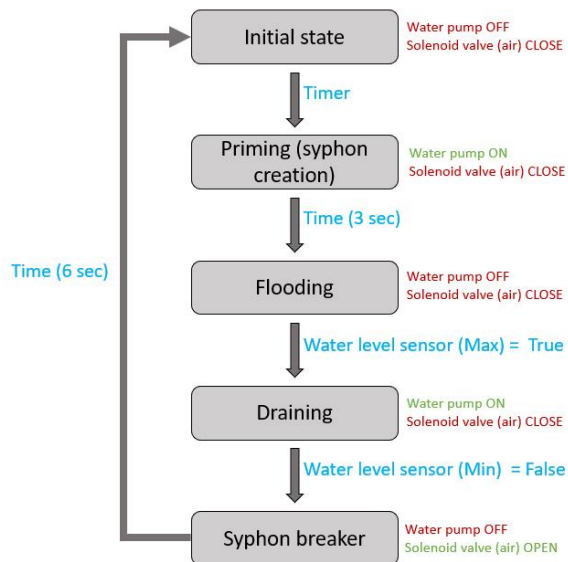 Initial state
Water pump OFF
Solenoid valve (air) CLOSE
Timer
Priming (syphon
creation)
Water pump ON
Solenoid valve (air) CLOSE
Time (3 sec)
Time (6 sec)
Flooding
Water pump OFF
Solenoid valve (air) CLOSE
Water level sensor (Max) = True
Draining
Water pump ON
Solenoid valve (air) CLOSE
Water level sensor (Min) = False
Syphon breaker
Water pump OFF
Solenoid valve (air) OPEN